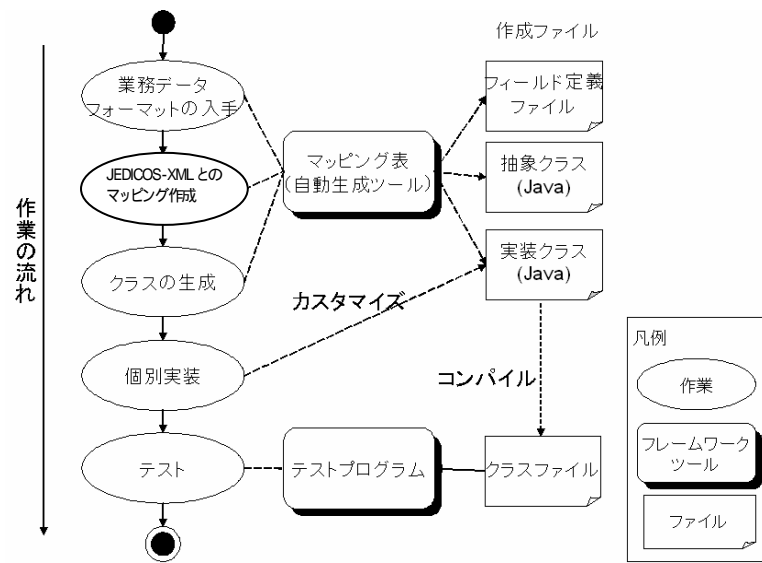 作成ファイル
業務データ
フォーマットの入手
フィールド定義
ファイル
JEDICOS-XMLとの
マッピング作成
マッピング表
(自動生成ツール)
抽象クラス
(Java)
作業の流れ
クラスの生成
実装クラス
(Java)
カスタマイズ
個別実装
コンパイル
テスト
テストプログラム
クラスファイル
凡例
作業
フレームワーク
ツール
ファイル